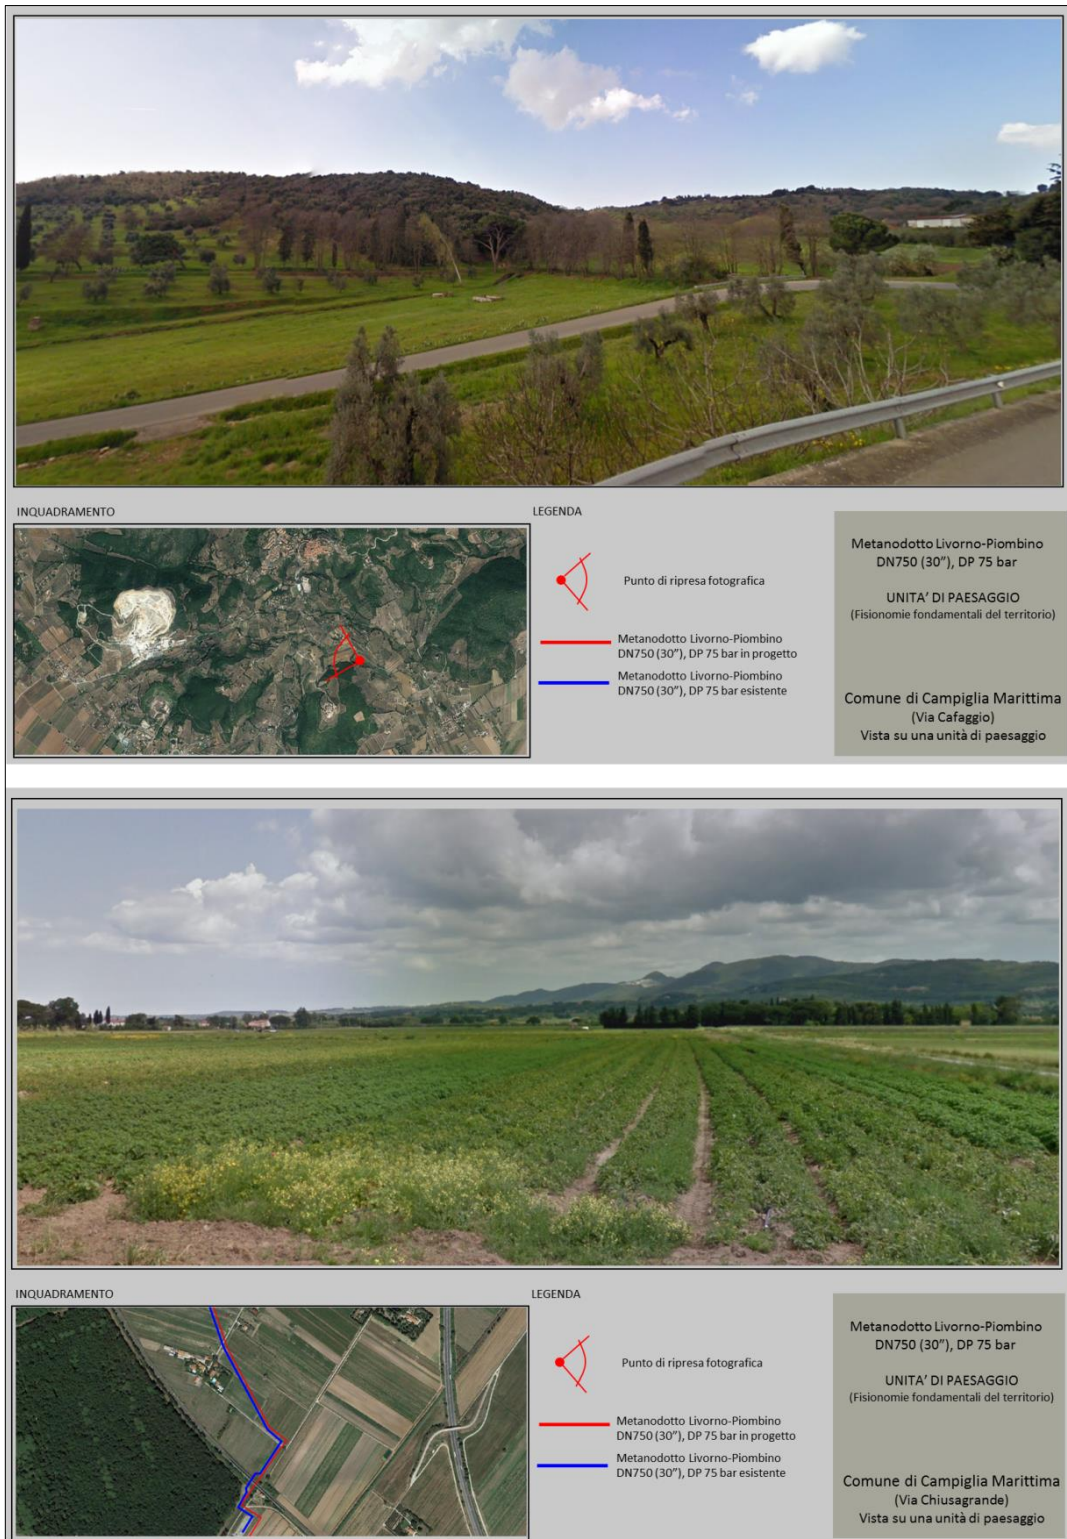 INQUADRAMENTO
LEGENDA
Punto di ripresa fotografica
Metanodotto Livorno-Piombino
DN750 (30"), DP 75 bar in progetto
Metanodotto Livorno-Piombino
DN750 (30"), DP 75 bar esistente
Metanodotto Livorno-Piombino
DN750 (30"), DP 75 bar
UNITA' DI PAESAGGIO
(Fisionomie fondamentali del territorio)
Comune di Campiglia Marittima
(Via Cafaggio)
Vista su una unità di paesaggio
INQUADRAMENTO
LEGENDA
Punto di ripresa fotografica
Metanodotto Livorno-Piombino
DN750 (30"), DP 75 bar in progetto
Metanodotto Livorno-Piombino
DN750 (30"), DP 75 bar esistente
Metanodotto Livorno-Piombino
DN750 (30"), DP 75 bar
UNITA' DI PAESAGGIO
(Fisionomie fondamentali del territorio)
Comune di Campiglia Marittima
(Via Chiusagrande)
Vista su una unità di paesaggio